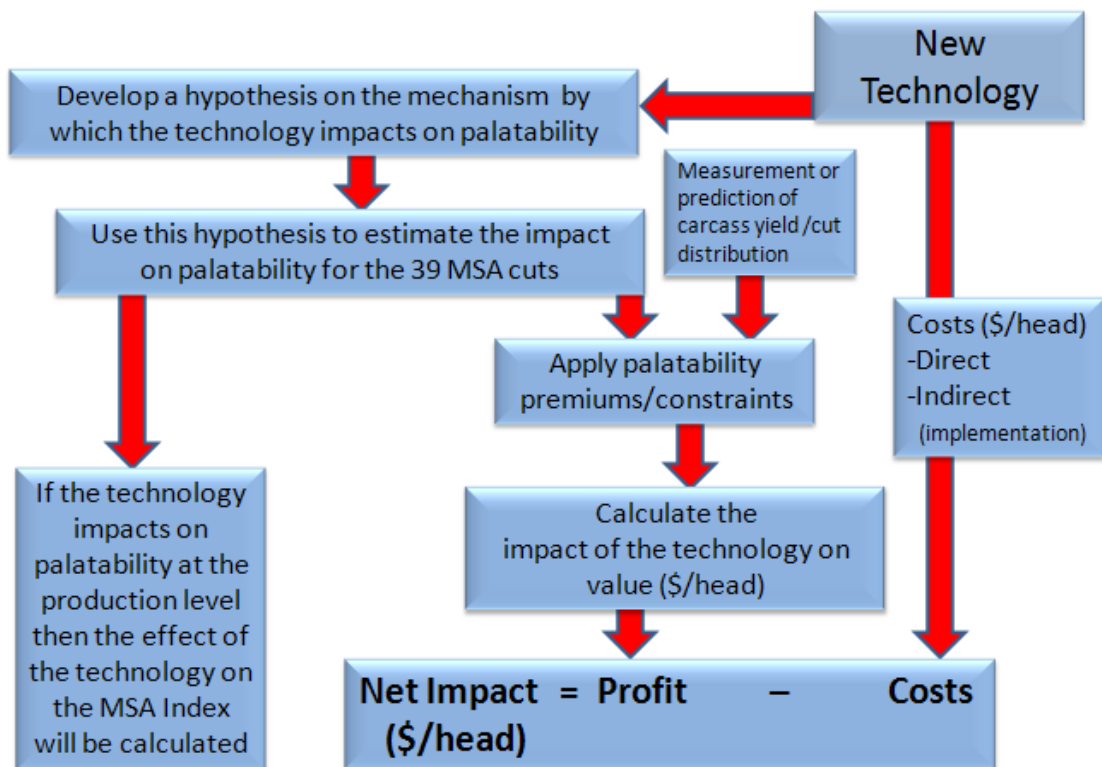 New
Technology
Develop a hypothesis on the mechanism by
which the technology impacts on palatability
Measurement or
prediction of
carcass yield /cut
distribution
Use this hypothesis to estimate the impact
on palatability for the 39 MSA cuts
Costs ($/head)
-Direct
-Indirect
(implementation)
Apply palatability
premiums/constraints
If the technology
impacts on
palatability at the
production level
then the effect of
the technology on
the MSA Index
will be calculated
Calculate the
impact of the technology on
value ($/head)
Net Impact = Profit – Costs
($/head)